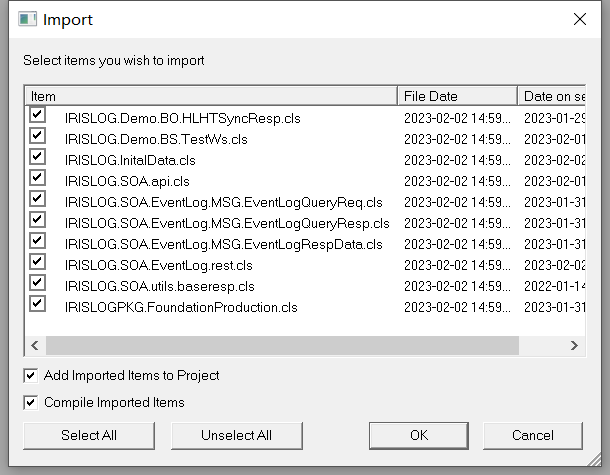 Import
Select items you wish to import
Item File Date Date on se
IRISLOG.Demo.BO.HLHTSyncResp.cls 2023-02-02 14:59... 2023-01-29
IRISLOG.Demo.BS.TestWs.cls 2023-02-02 14:59... 2023-02-01
IRISLOG.InitalData.cls 2023-02-02 14:59... 2023-02-01
IRISLOG.SOA.api.cls 2023-02-02 14:59... 2023-02-01
IRISLOG.SOA.EventLog.MSG.EventLogQueryReq.cls 2023-02-02 14:59... 2023-01-31
IRISLOG.SOA.EventLog.MSG.EventLogQueryResp.cls 2023-02-02 14:59... 2023-01-31
IRISLOG.SOA.EventLog.MSG.EventLogRespData.cls 2023-02-02 14:59... 2023-01-31
IRISLOG.SOA.EventLog.rest.cls 2023-02-02 14:59... 2023-02-02
IRISLOG.SOA.utils.baseresp.cls 2023-02-02 14:59... 2022-01-14
IRISLOGPKG.FoundationProduction.cls 2023-02-02 14:59... 2023-01-31
Add Imported Items to Project
Compile Imported Items
Select All Unselect All OK Cancel